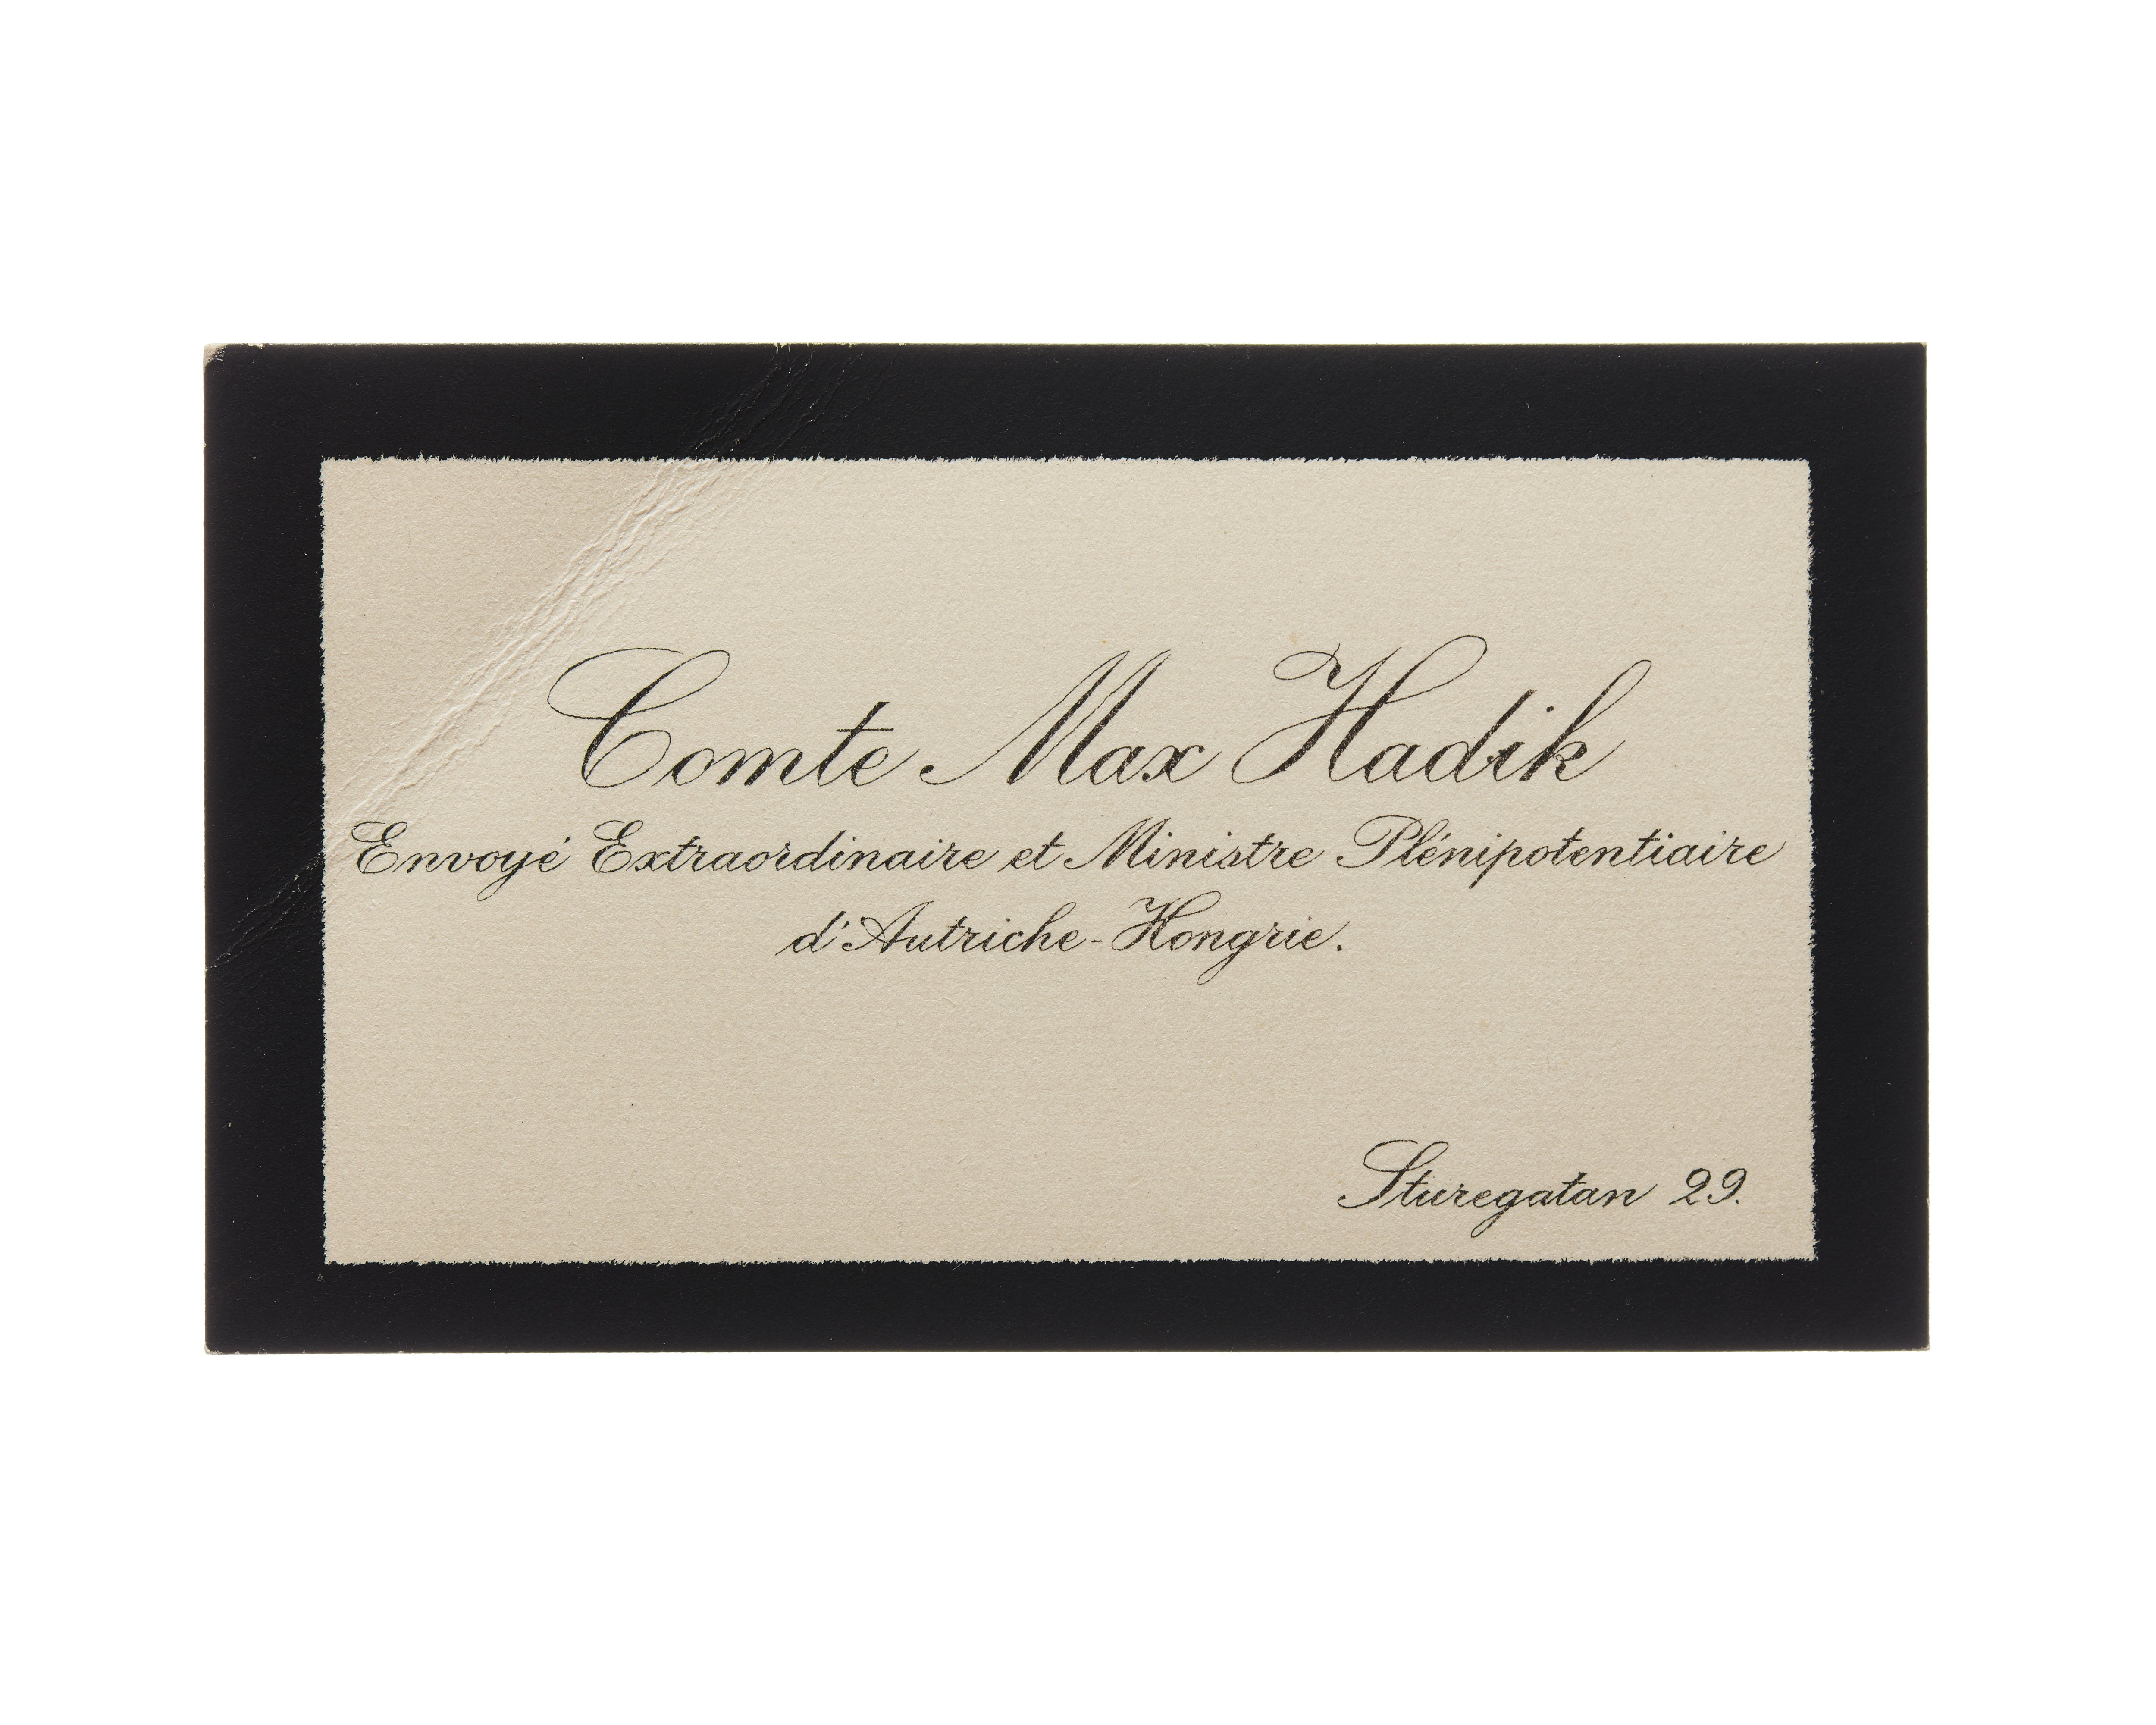 Comte Max Hadik
Envoyé Extraordinaire et Ministre Plénipotentiaire
d'Autriche-Hongrie.
Sturegatan 29.